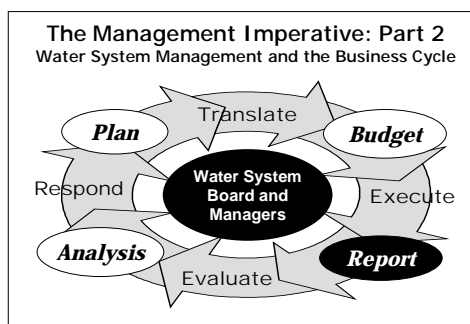 The Management Imperative: Part 2
Water System Management and the Business Cycle
Translate
Plan
Budget
Respond
Water System
Board and
Managers
Execute
Analysis
Report
Evaluate